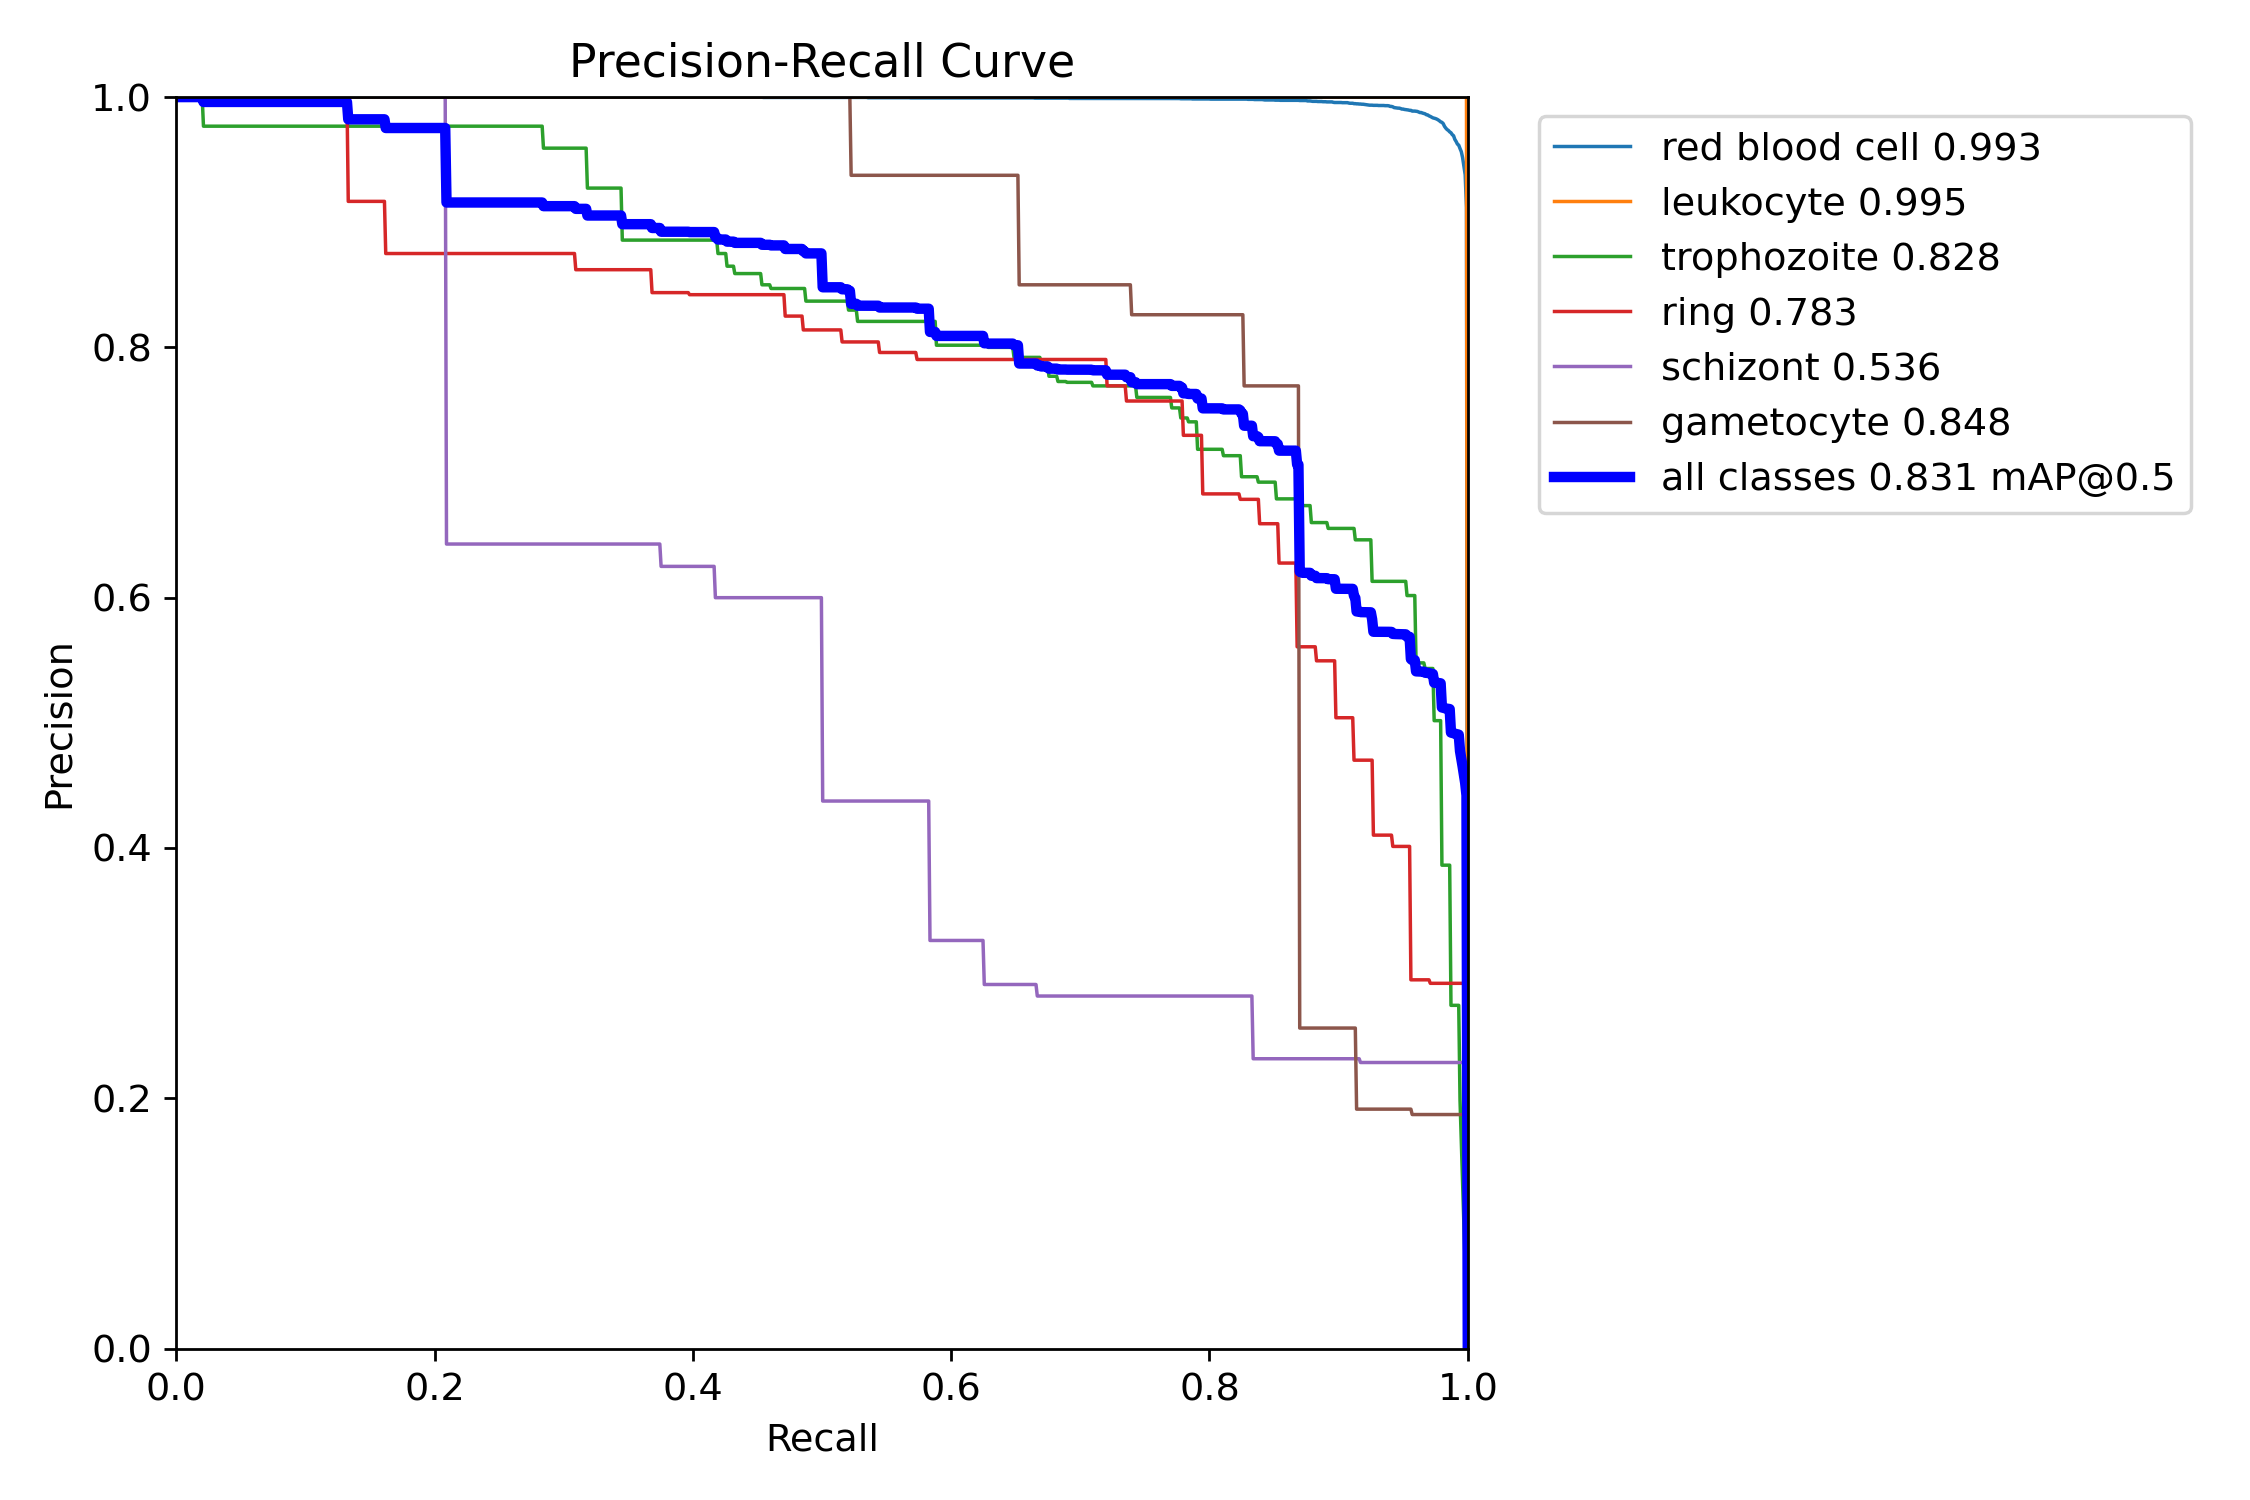 Precision-Recall Curve
1.0
0.8
0.6
0.4
0.2
0.0
Precision
0.0 0.2 0.4 0.6 0.8 1.0
Recall
red blood cell 0.993
leukocyte 0.995
trophozoite 0.828
ring 0.783
schizont 0.536
gametocyte 0.848
all classes 0.831 mAP@0.5